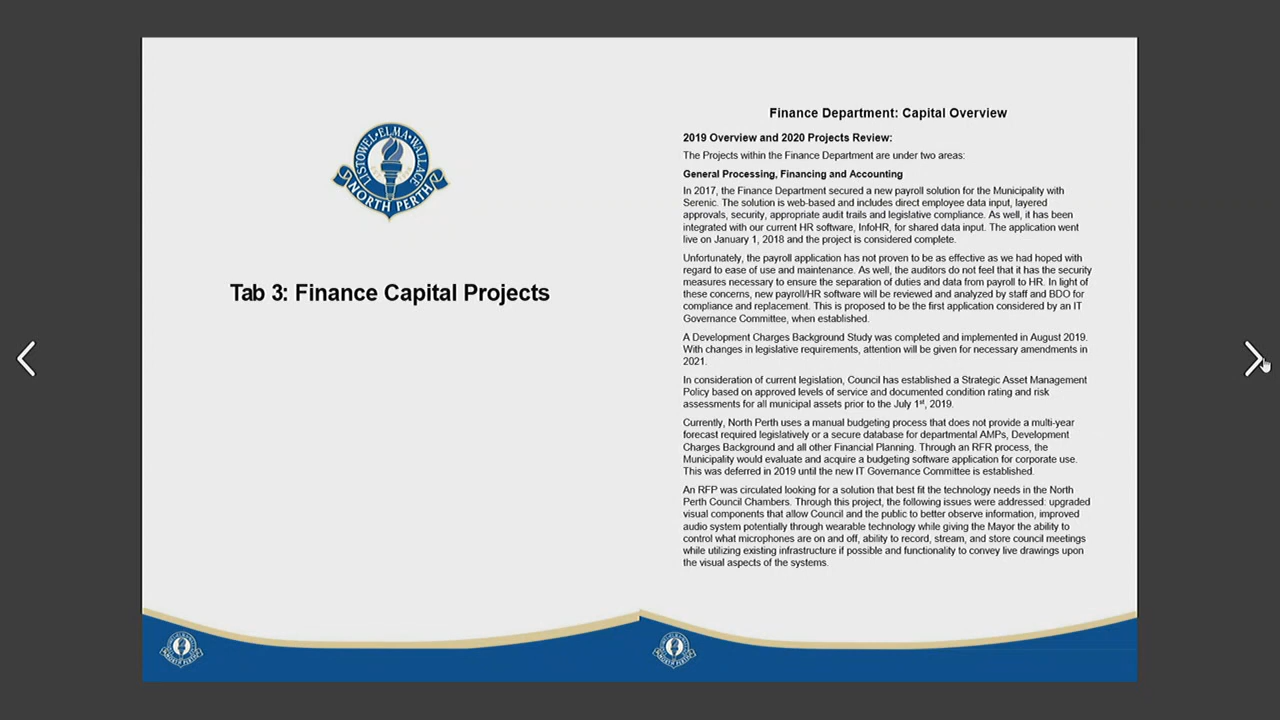 LISTOWEL·ELMA·WALLACE
NORTH PERTH
Tab 3: Finance Capital Projects
NORTH PERTH
Finance Department: Capital Overview
2019 Overview and 2020 Projects Review:
The Projects within the Finance Department are under two areas:
General Processing, Financing and Accounting
In 2017, the Finance Department secured a new payroll solution for the Municipality with
Serenic. The solution is web-based and includes direct employee data input, layered
approvals, security, appropriate audit trails and legislative compliance. As well, it has been
integrated with our current HR software, InfoHR, for shared data input. The application went
live on January 1, 2018 and the project is considered complete.
Unfortunately, the payroll application has not proven to be as effective as we had hoped with
regard to ease of use and maintenance. As well, the auditors do not feel that it has the security
measures necessary to ensure the separation of duties and data from payroll to HR. In light of
these concerns, new payroll/HR software will be reviewed and analyzed by staff and BDO for
compliance and replacement. This is proposed to be the first application considered by an IT
Governance Committee, when established.
A Development Charges Background Study was completed and implemented in August 2019.
With changes in legislative requirements, attention will be given for necessary amendments in
2021.
In consideration of current legislation, Council has established a Strategic Asset Management
Policy based on approved levels of service and documented condition rating and risk
assessments for all municipal assets prior to the July 1st, 2019.
Currently, North Perth uses a manual budgeting process that does not provide a multi-year
forecast required legislatively or a secure database for departmental AMPs, Development
Charges Background and all other Financial Planning. Through an RFR process, the
Municipality would evaluate and acquire a budgeting software application for corporate use.
This was deferred in 2019 until the new IT Governance Committee is established.
An RFP was circulated looking for a solution that best fit the technology needs in the North
Perth Council Chambers. Through this project, the following issues were addressed: upgraded
visual components that allow Council and the public to better observe information, improved
audio system potentially through wearable technology while giving the Mayor the ability to
control what microphones are on and off, ability to record, stream, and store council meetings
while utilizing existing infrastructure if possible and functionality to convey live drawings upon
the visual aspects of the systems.
NORTH PERTH